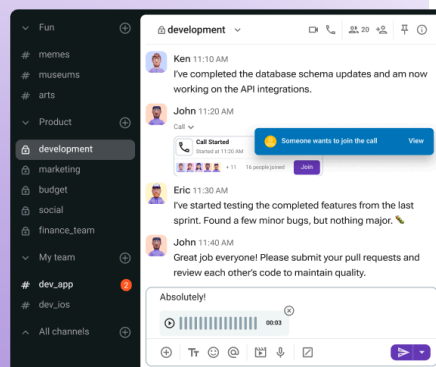 Fun
# memes
# museums
# arts
Product
development
marketing
budget
social
finance_team
My team
# dev_app 2
# dev_ios
All channels
development
20
Ken 11:10 AM
I've completed the database schema updates and am now
working on the API integrations.
John 11:20 AM
Call
Call Started
Started at 11:20 AM
+ 11 16 people joined Join
Someone wants to join the call View
Eric 11:30 AM
I've started testing the completed features from the last
sprint. Found a few minor bugs, but nothing major. 🐛
John 11:40 AM
Great job everyone! Please submit your pull requests and
review each other's code to maintain quality.
Absolutely!
00:03
Tт @